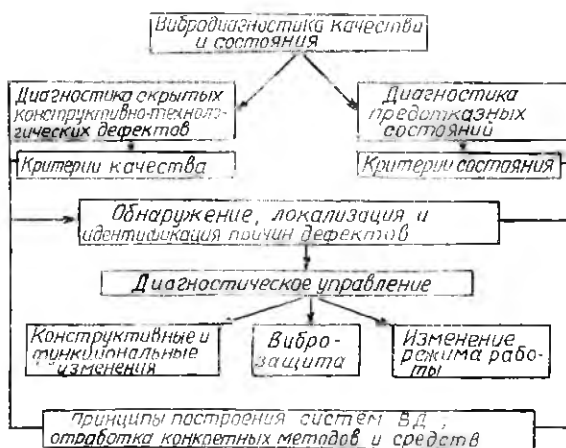 Вибродиагностика качества
и состояния
Диагностика скрытых
конструктивно-техноло-
гических дефектов
Диагностика
предотказных
состояний
Критерии качества
Критерии состояния
Обнаружение, локализация и
идентификация причин дефектов
Диагностическое управление
Конструктивные и
функциональные
изменения
Вибро-
защита
Изменение
режима рабо-
ты
Принципы построения систем ВД,
отработка конкретных методов и средств